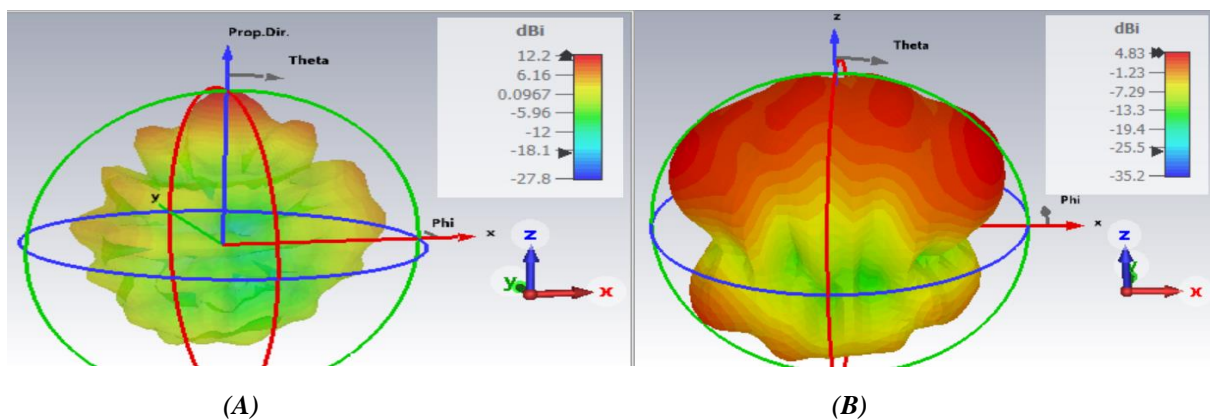 Prop.Dir.
Theta
dBi
12.2
6.16
0.0967
-5.96
-12
-18.1
-27.8
y
Phi
x
z
y
x
(A)
z
Theta
dBi
4.83
-1.23
-7.29
-13.3
-19.4
-25.5
-35.2
Phi
x
z
y
x
(B)